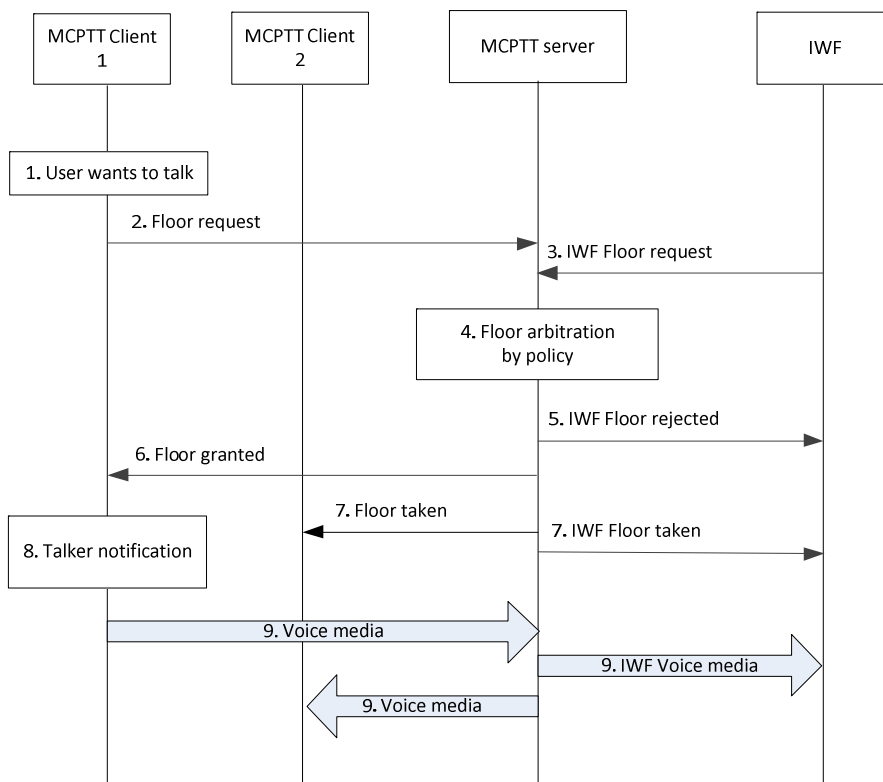 MCPTT Client
1
MCPTT Client
2
MCPTT server
IWF
1. User wants to talk
2. Floor request
3. IWF Floor request
4. Floor arbitration
by policy
5. IWF Floor rejected
6. Floor granted
7. Floor taken
7. IWF Floor taken
8. Talker notification
9. Voice media
9. IWF Voice media
9. Voice media